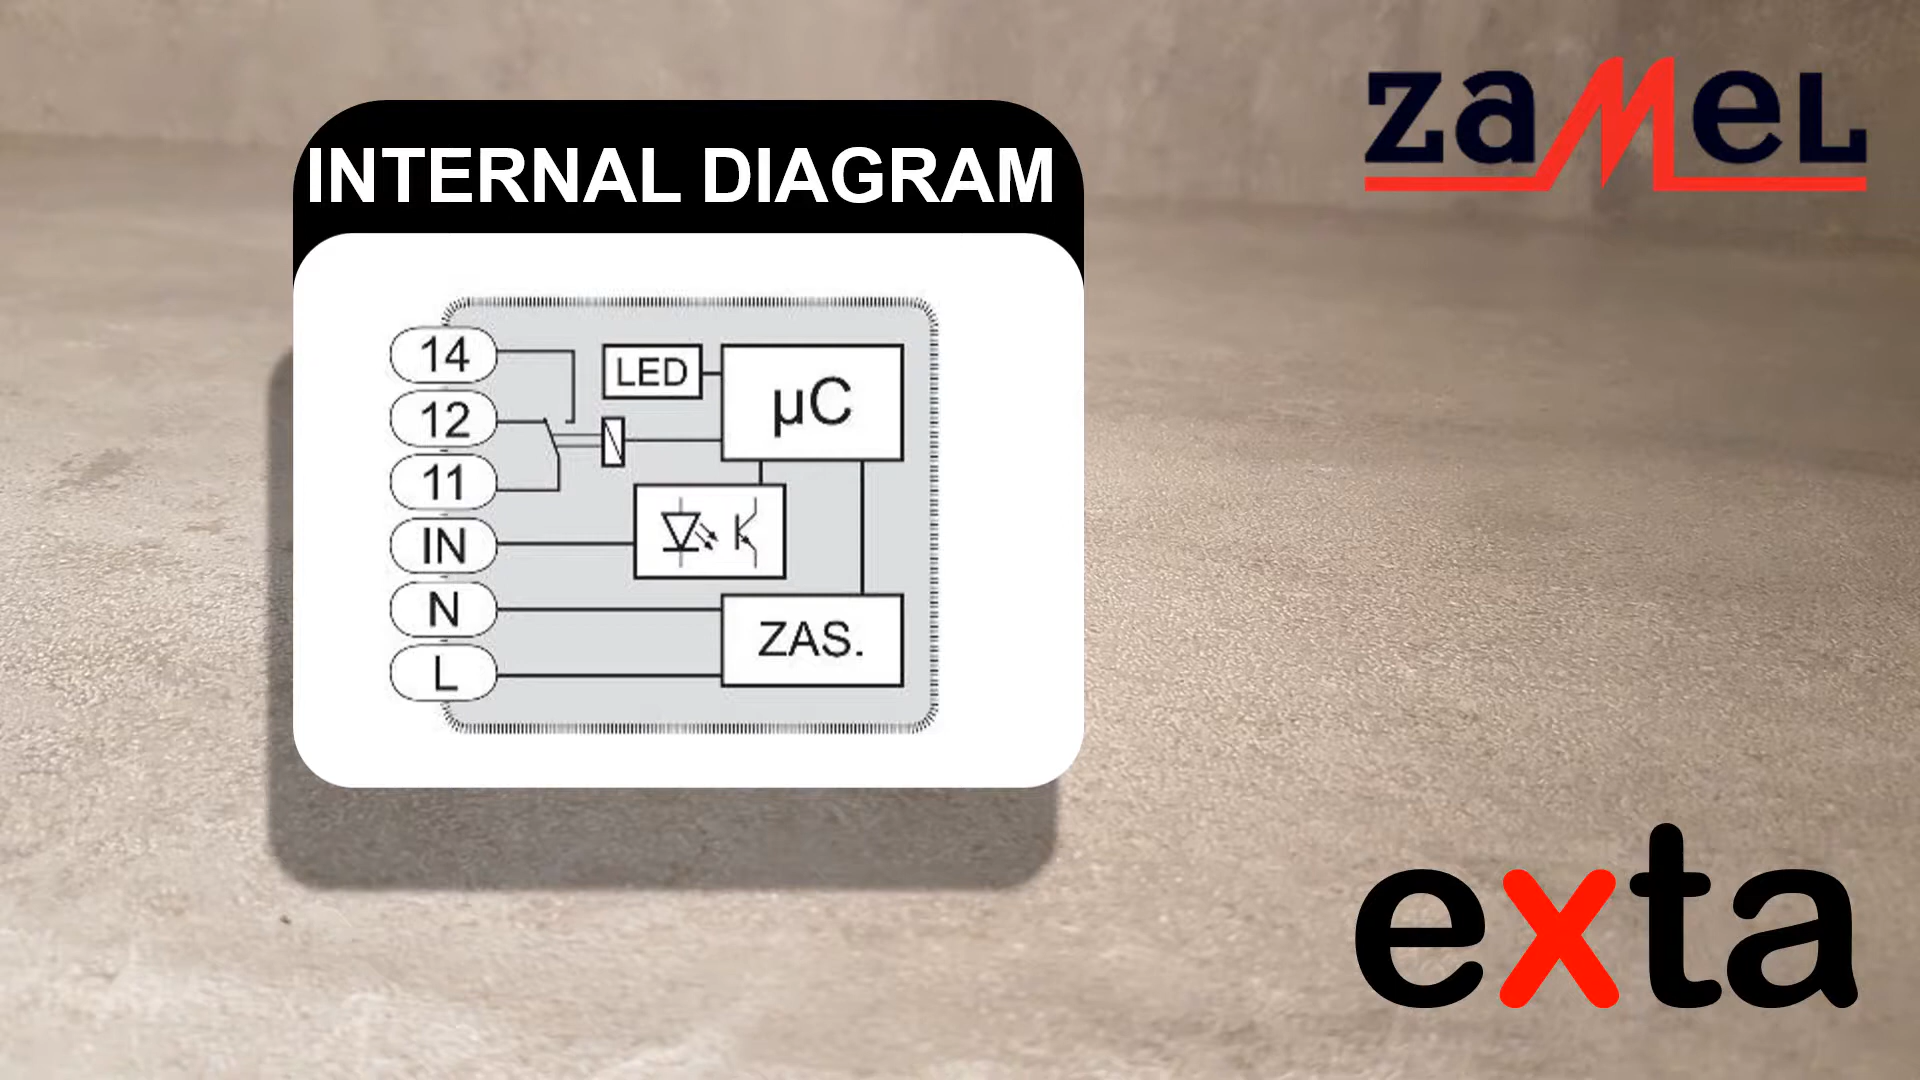 ZAMEL
INTERNAL DIAGRAM
14
LED
µC
12
11
IN
N
ZAS.
L
exta